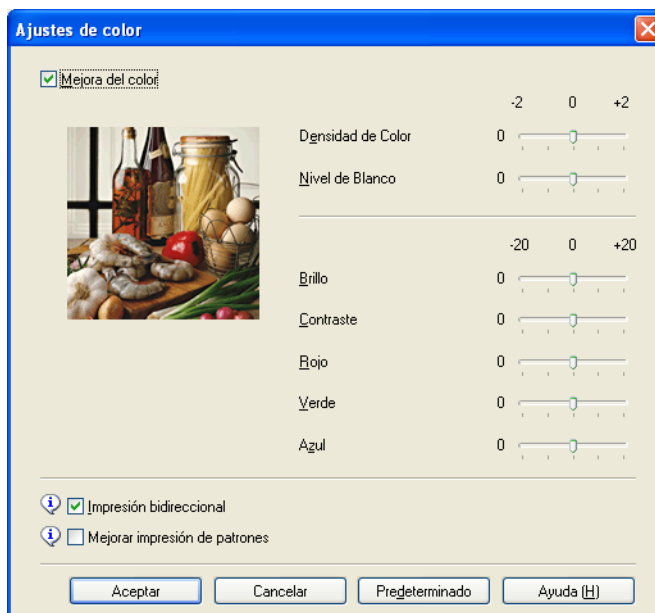 Ajustes de color
Mejora del color
-2 0 +2
Densidad de Color 0
Nivel de Blanco 0
-20 0 +20
Brillo 0
Contraste 0
Rojo 0
Verde 0
Azul 0
Impresión bidireccional
Mejorar impresión de patrones
Aceptar Cancelar Predeterminado Ayuda (H)